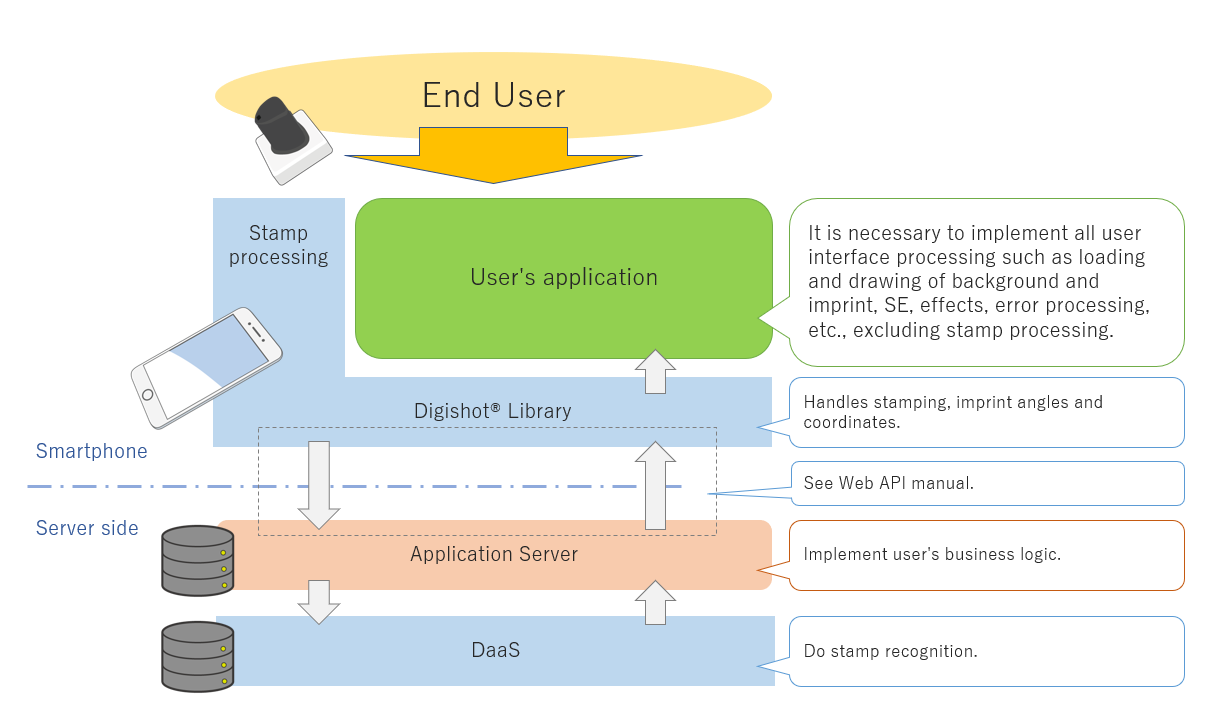 End User
Stamp
processing
User's application
It is necessary to implement all user
interface processing such as loading
and drawing of background and
imprint, SE, effects, error processing,
etc., excluding stamp processing.
Digishot® Library
Handles stamping, imprint angles and
coordinates.
Smartphone
See Web API manual.
Server side
Application Server
Implement user's business logic.
DaaS
Do stamp recognition.